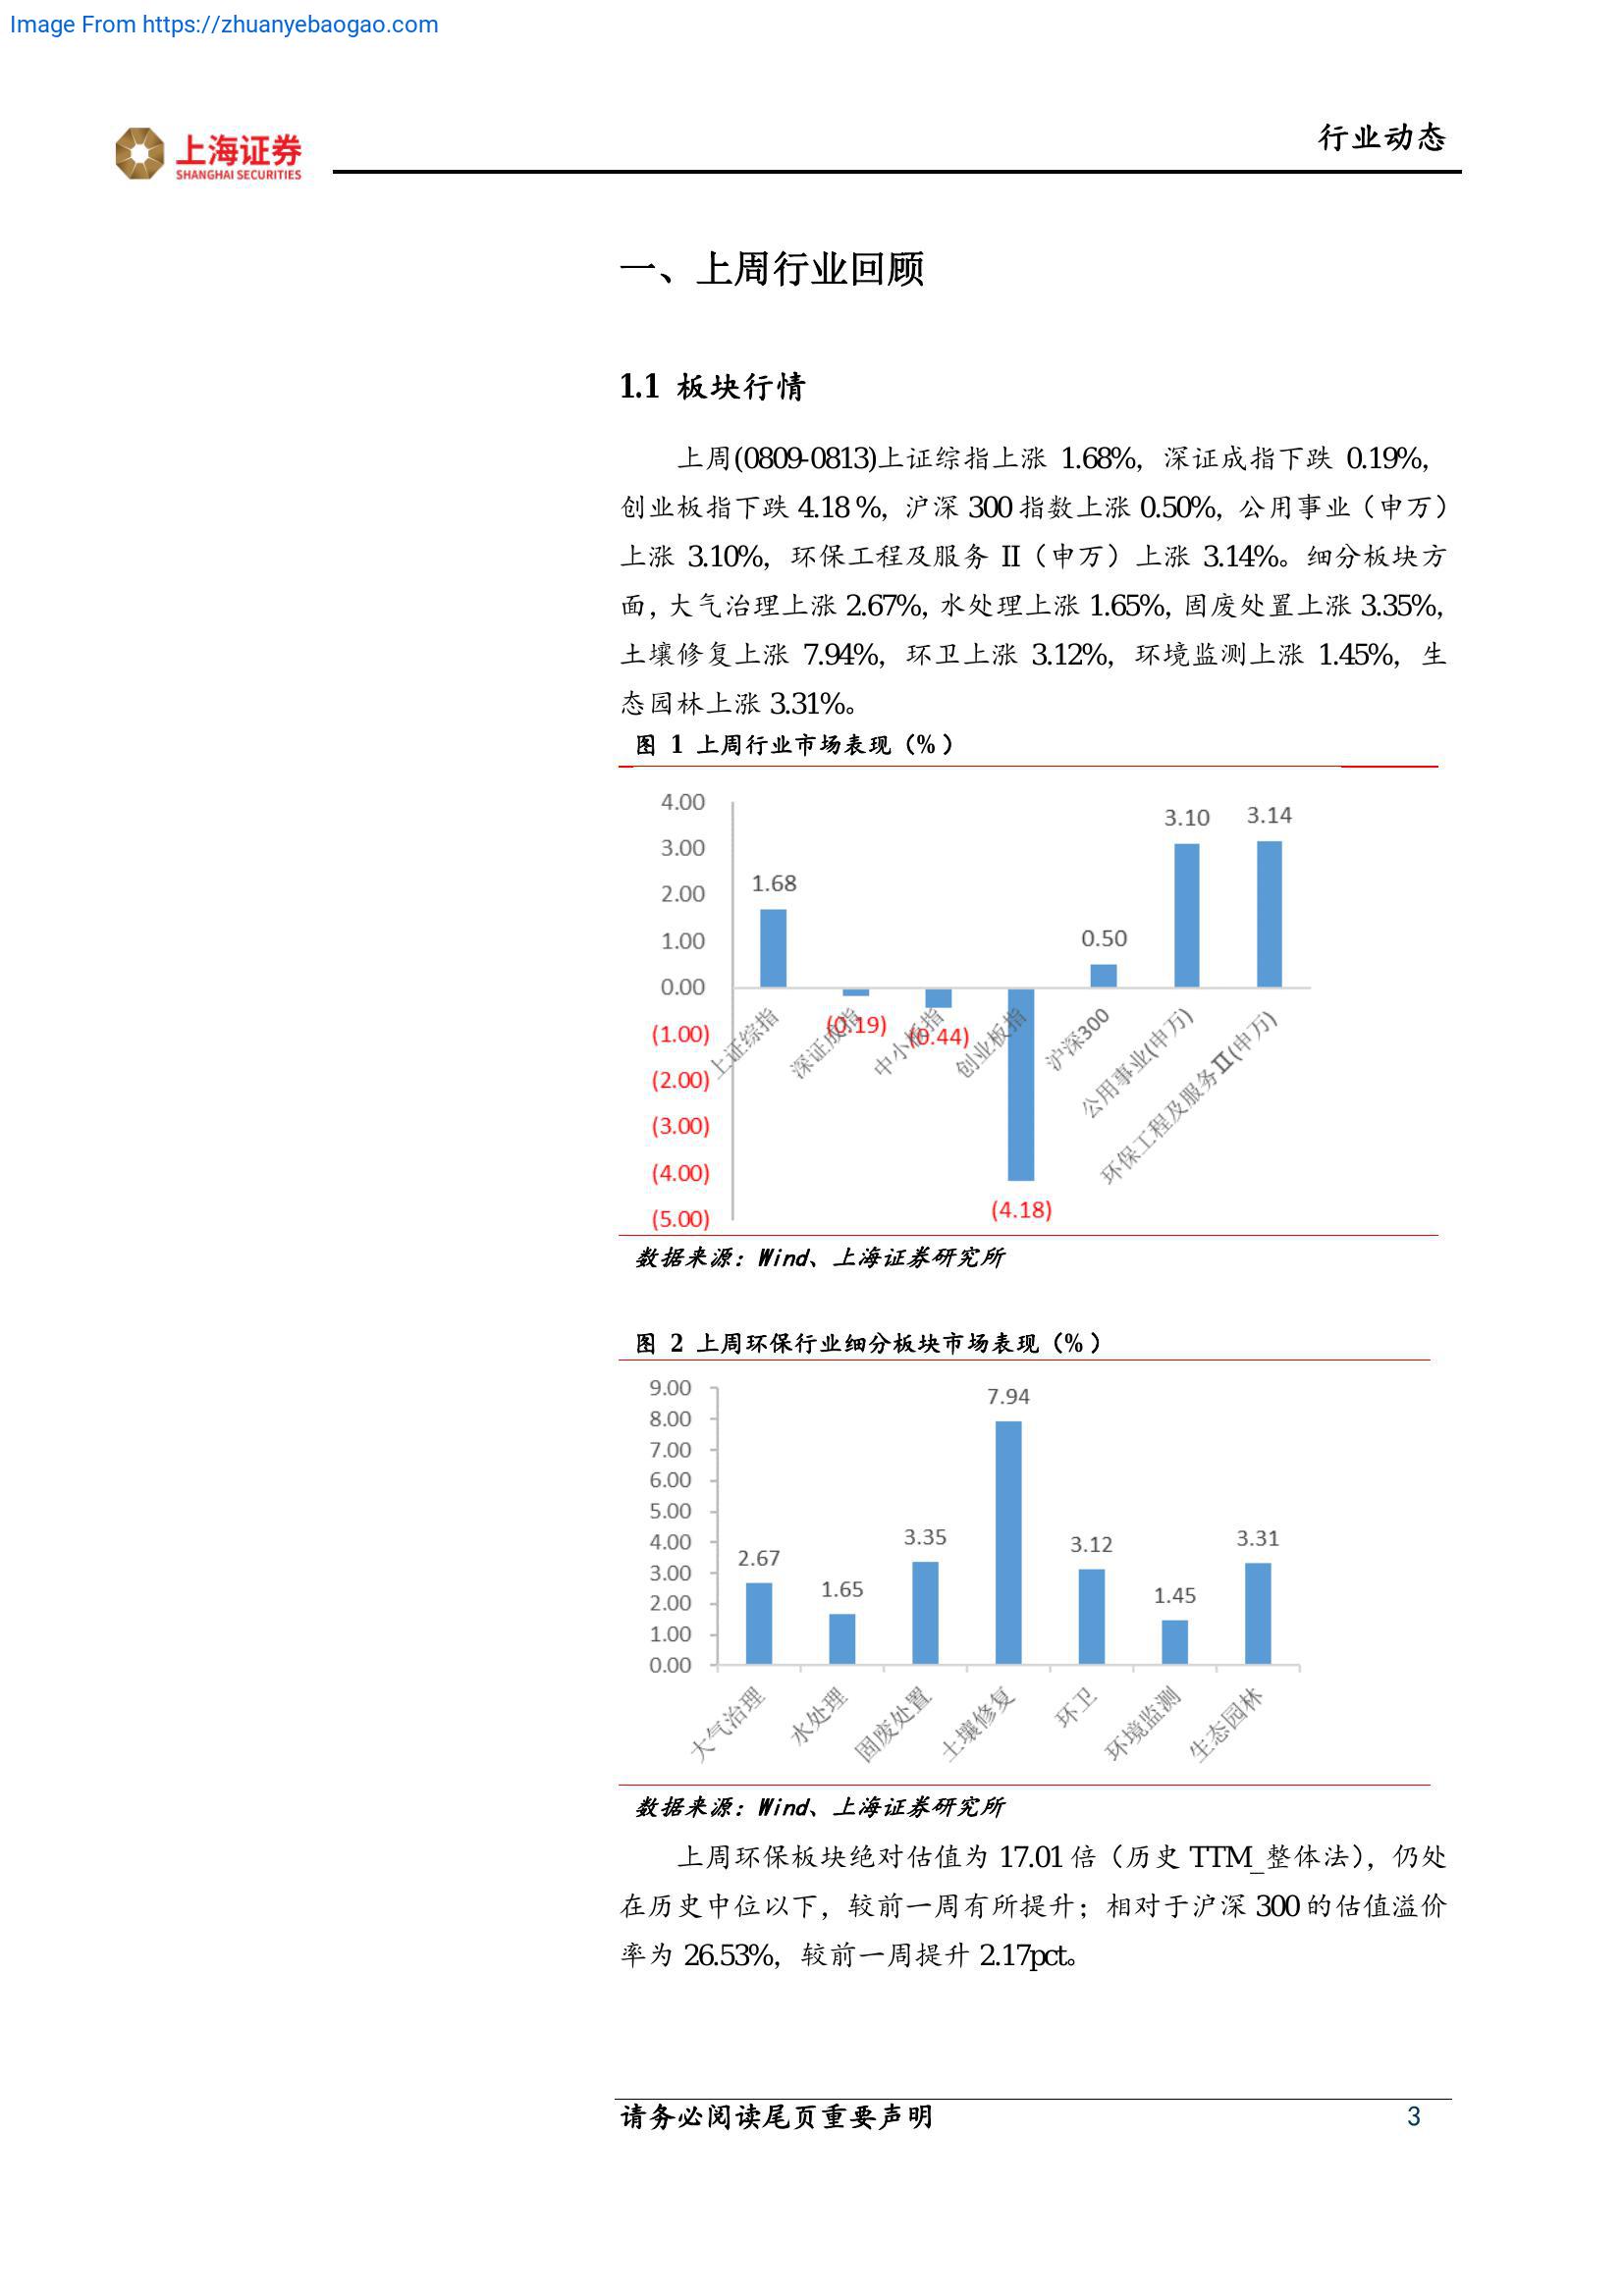 Image From https://zhuanyebaogao.com
上海证券
SHANGHAI SECURITIES
行业动态
一、上周行业回顾
1.1 板块行情
上周(0809-0813)上证综指上涨 1.68%，深证成指下跌 0.19%，
创业板指下跌 4.18 %，沪深 300 指数上涨 0.50%，公用事业（申万）
上涨 3.10%，环保工程及服务 II（申万）上涨 3.14%。细分板块方
面，大气治理上涨 2.67%，水处理上涨 1.65%，固废处置上涨 3.35%，
土壤修复上涨 7.94%，环卫上涨 3.12%，环境监测上涨 1.45%，生
态园林上涨 3.31%。
图 1 上周行业市场表现（%）
4.00
3.00
2.00
1.00
0.00
(1.00)
(2.00)
(3.00)
(4.00)
(5.00)
1.68
(0.19)
(0.44)
(4.18)
0.50
3.10
3.14
上证综指
深证成指
中小板指
创业板指
沪深300
公用事业(申万)
环保工程及服务Ⅱ(申万)
数据来源：Wind、上海证券研究所
图 2 上周环保行业细分板块市场表现（%）
9.00
8.00
7.00
6.00
5.00
4.00
3.00
2.00
1.00
0.00
2.67
1.65
3.35
7.94
3.12
1.45
3.31
大气治理
水处理
固废处置
土壤修复
环卫
环境监测
生态园林
数据来源：Wind、上海证券研究所
上周环保板块绝对估值为 17.01 倍（历史 TTM_整体法），仍处
在历史中位以下，较前一周有所提升；相对于沪深 300 的估值溢价
率为 26.53%，较前一周提升 2.17pct。
请务必阅读尾页重要声明
3